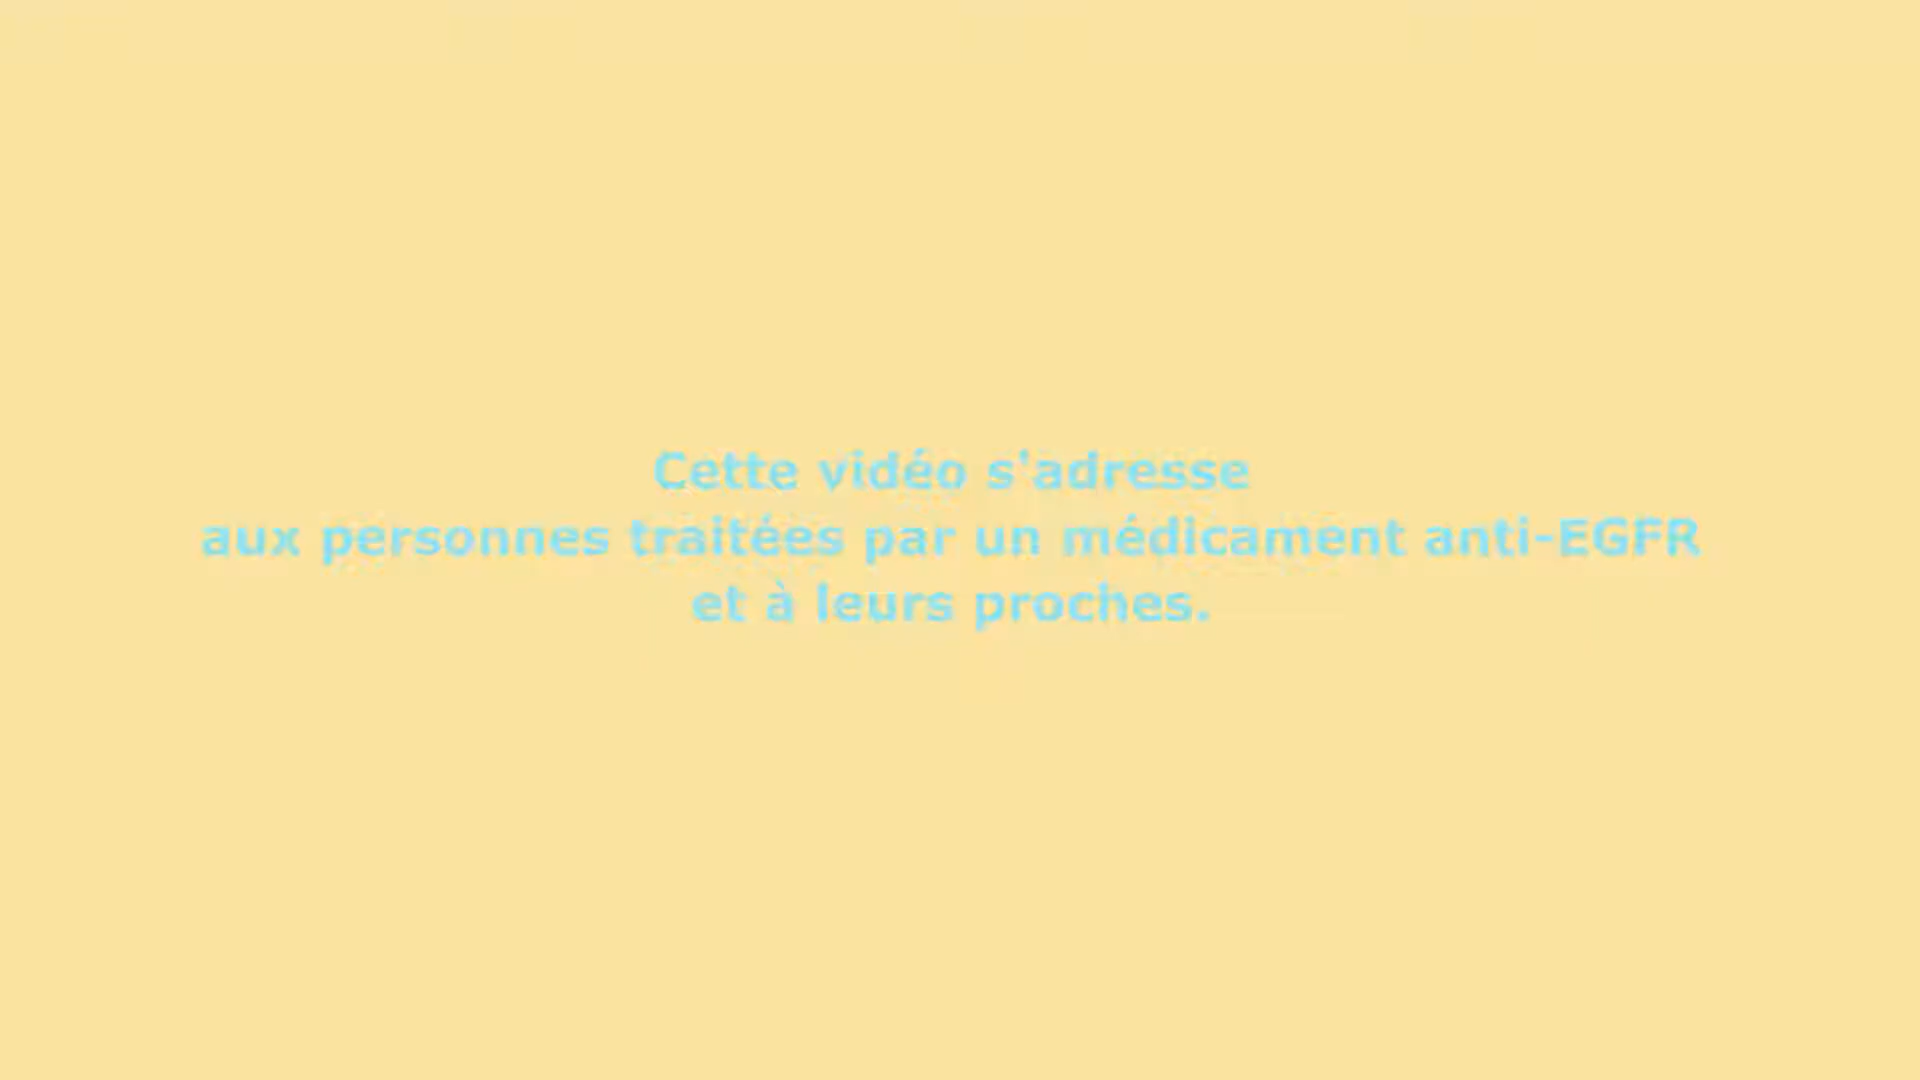 Cette vidéo s'adresse
aux personnes traitées par un médicament anti-EGFR
et à leurs proches.